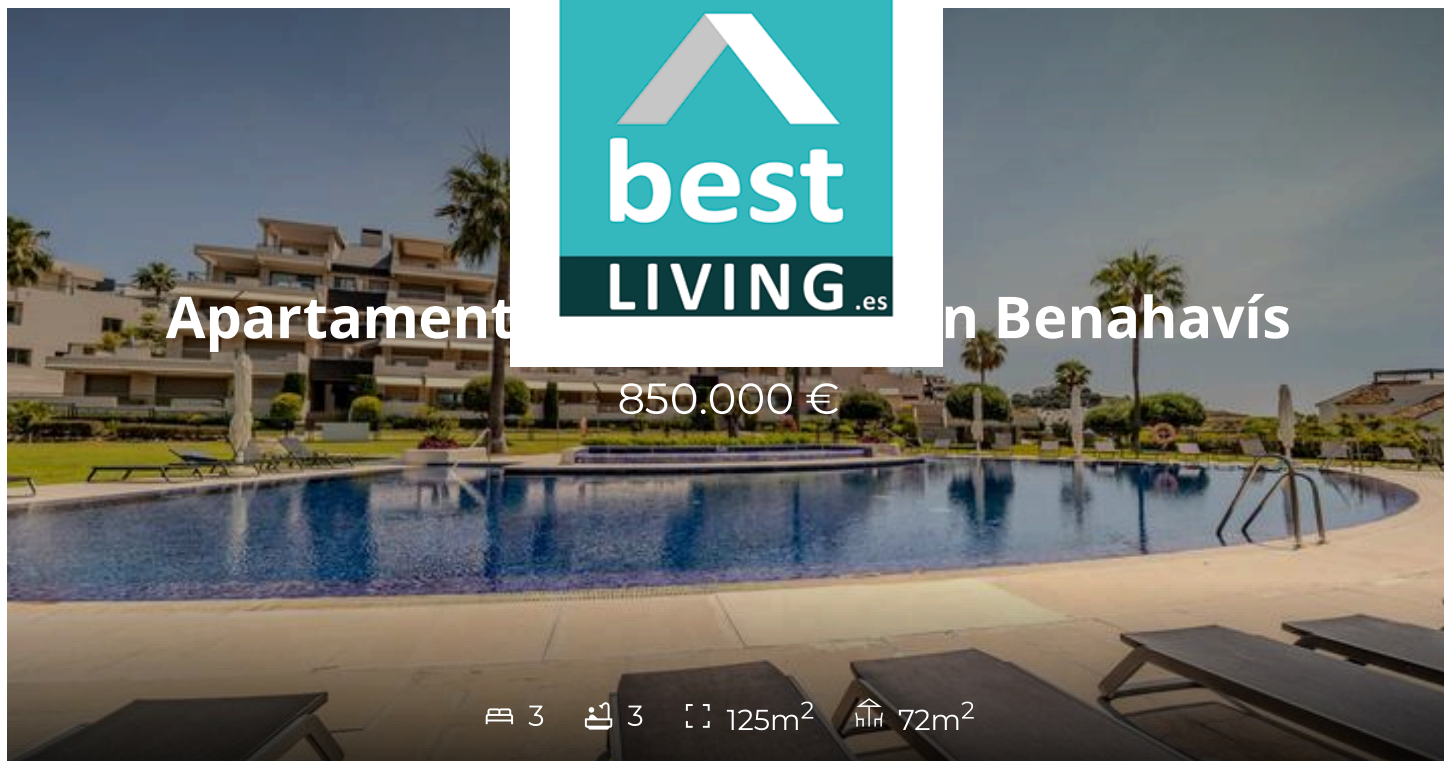 best
LIVING.es
Apartament n Benahavís
850.000 €
3 3 125m² 72m²